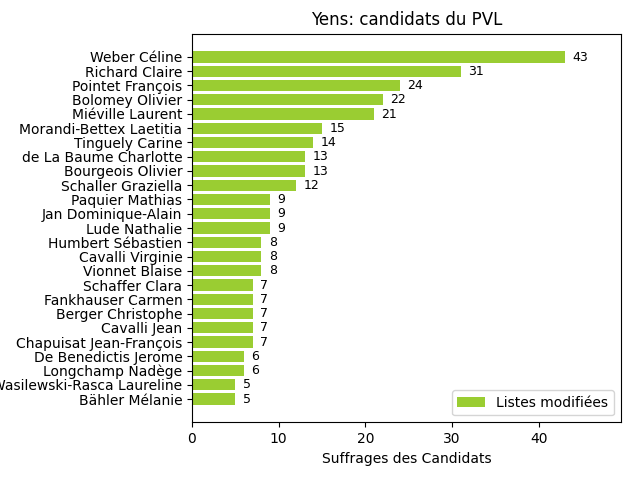 Yens: candidats du PVL
Weber Céline 43
Richard Claire 31
Pointet François 24
Bolomey Olivier 22
Miéville Laurent 21
Morandi-Bettex Laetitia 15
Tinguely Carine 14
de La Baume Charlotte 13
Bourgeois Olivier 13
Schaller Graziella 12
Paquier Mathias 9
Jan Dominique-Alain 9
Lude Nathalie 9
Humbert Sébastien 8
Cavalli Virginie 8
Vionnet Blaise 8
Schaffer Clara 7
Fankhauser Carmen 7
Berger Christophe 7
Cavalli Jean 7
Chapuisat Jean-François 7
De Benedictis Jerome 6
Longchamp Nadège 6
Wasilewski-Rasca Laureline 5
Bähler Mélanie 5
Listes modifiées
0 10 20 30 40
Suffrages des Candidats